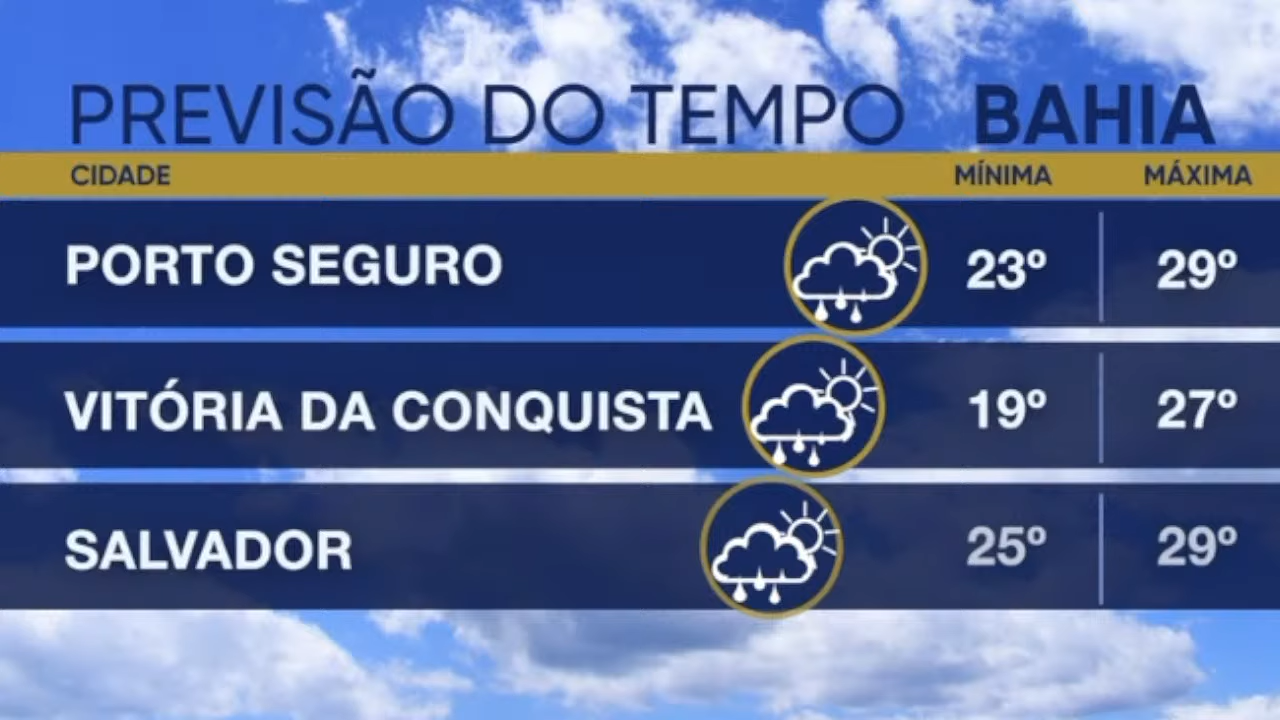 PREVISÃO DO TEMPO BAHIA
CIDADE MÍNIMA MÁXIMA
PORTO SEGURO 23º 29º
VITÓRIA DA CONQUISTA 19º 27º
SALVADOR 25º 29º